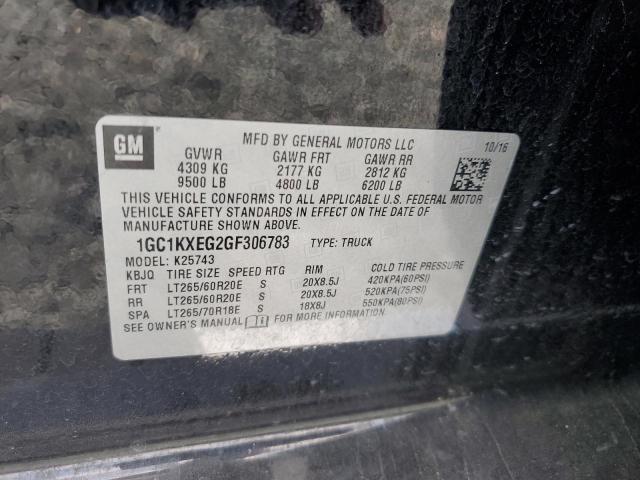 GM
MFD BY GENERAL MOTORS LLC 10/16
GVWR GAWR FRT GAWR RR
4309 KG 2177 KG 2812 KG
9500 LB 4800 LB 6200 LB
THIS VEHICLE CONFORMS TO ALL APPLICABLE U.S. FEDERAL MOTOR
VEHICLE SAFETY STANDARDS IN EFFECT ON THE DATE OF
MANUFACTURE SHOWN ABOVE.
1GC1KXEG2GF306783 TYPE: TRUCK
MODEL: K25743
KBJQ TIRE SIZE SPEED RTG RIM COLD TIRE PRESSURE
FRT LT265/60R20E S 20X8.5J 420KPA(60PSI)
RR LT265/60R20E S 20X8.5J 520KPA(75PSI)
SPA LT265/70R18E S 18X8J 550KPA(80PSI)
SEE OWNER'S MANUAL FOR MORE INFORMATION.